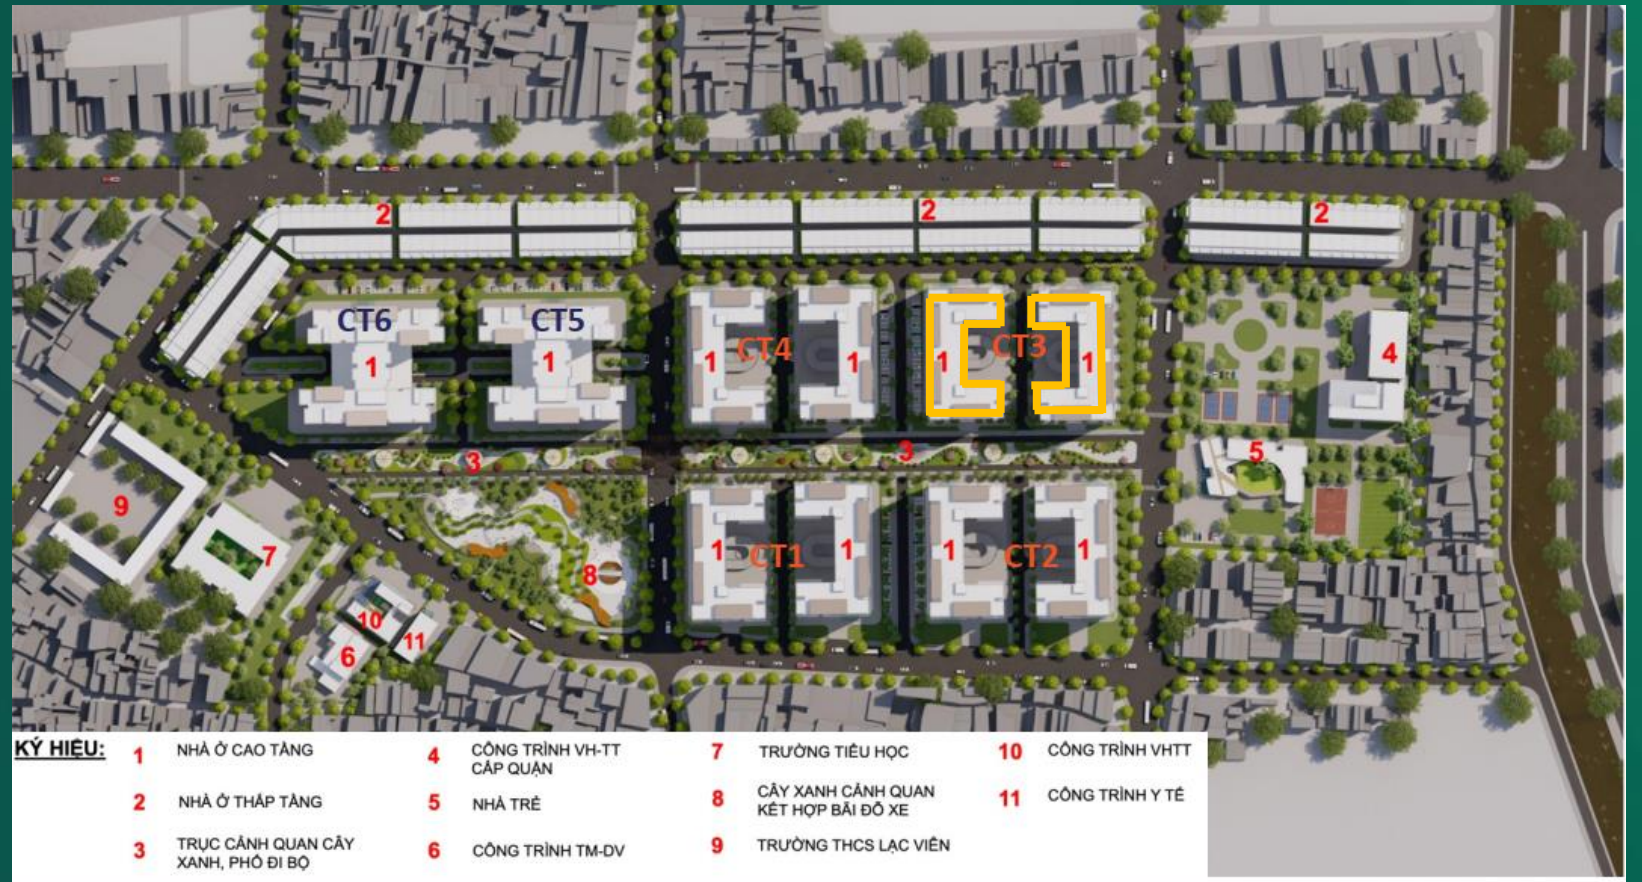 2
2
2
CT6
CT5
1
1
1
CT4
1
1
CT3
1
4
3
3
5
9
7
8
1
CT1
1
1
CT2
1
10
11
6
KÝ HIỆU:
1 NHÀ Ở CAO TẦNG
2 NHÀ Ở THẤP TẦNG
3 TRỤC CẢNH QUAN CÂY
XANH, PHỐ ĐI BỘ
4 CÔNG TRÌNH VH-TT
CẤP QUẬN
5 NHÀ TRẺ
6 CÔNG TRÌNH TM-DV
7 TRƯỜNG TIỂU HỌC
8 CÂY XANH CẢNH QUAN
KẾT HỢP BÃI ĐỖ XE
9 TRƯỜNG THCS LẠC VIÊN
10 CÔNG TRÌNH VHTT
11 CÔNG TRÌNH Y TẾ